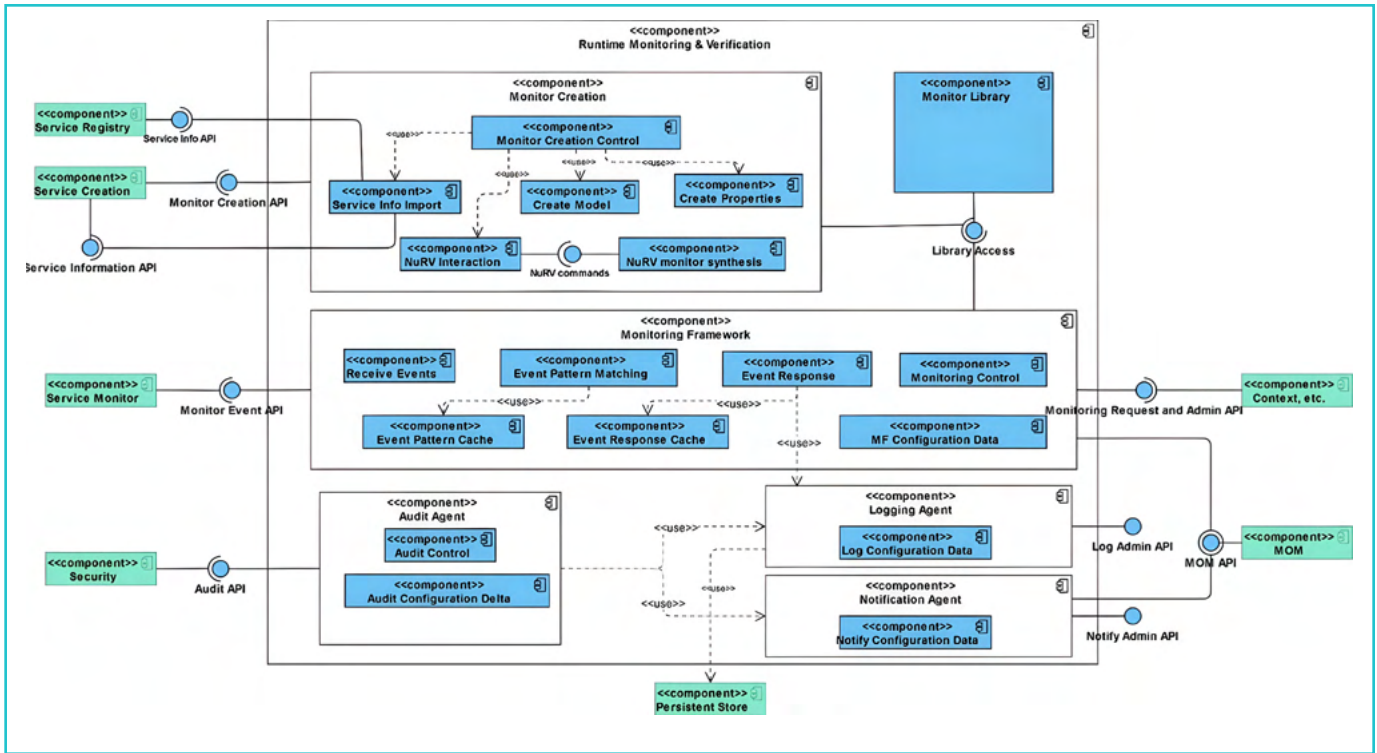 <<component>>
Runtime Monitoring & Verification
<<component>>
Monitor Creation
<<component>>
Monitor Library
<<component>>
Service Registry
Service Info API
<<use>>
<<component>>
Monitor Creation Control
<<use>>
<<use>>
<<use>>
<<component>>
Service Creation
Monitor Creation API
<<component>>
Service Info Import
<<component>>
Create Model
<<component>>
Create Properties
Service Information API
<<component>>
NuRV Interaction
NuRV commands
<<component>>
NuRV monitor synthesis
Library Access
<<component>>
Monitoring Framework
<<component>>
Receive Events
<<component>>
Event Pattern Matching
<<component>>
Event Response
<<component>>
Monitoring Control
<<component>>
Service Monitor
Monitor Event API
<<use>>
<<use>>
<<use>>
<<component>>
Event Pattern Cache
<<component>>
Event Response Cache
<<component>>
MF Configuration Data
Monitoring Request and Admin API
<<component>>
Context, etc.
<<component>>
Audit Agent
<<component>>
Audit Control
<<component>>
Audit Configuration Delta
<<component>>
Security
Audit API
<<use>>
<<use>>
<<use>>
<<component>>
Logging Agent
<<component>>
Log Configuration Data
Log Admin API
MOM API
<<component>>
MOM
<<component>>
Notification Agent
<<component>>
Notify Configuration Data
Notify Admin API
<<component>>
Persistent Store